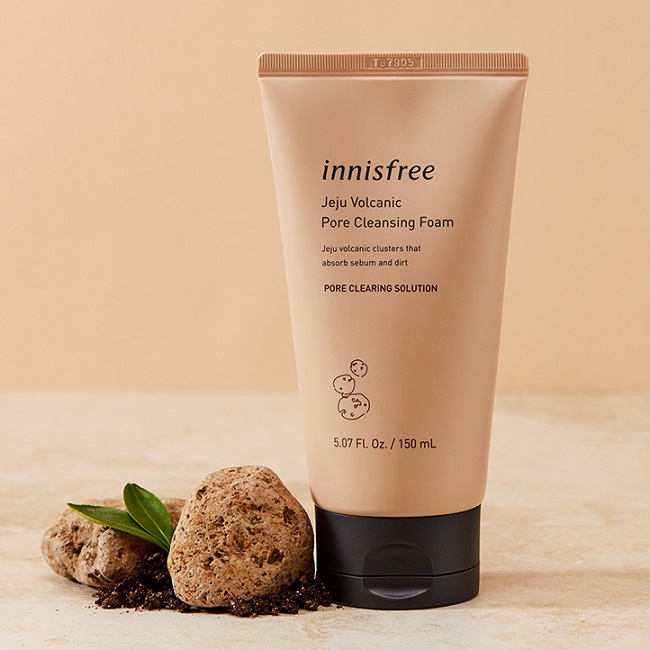 T67905
innisfree
Jeju Volcanic
Pore Cleansing Foam
Jeju volcanic clusters that
absorb sebum and dirt
PORE CLEARING SOLUTION
5.07 Fl. Oz. / 150 mL